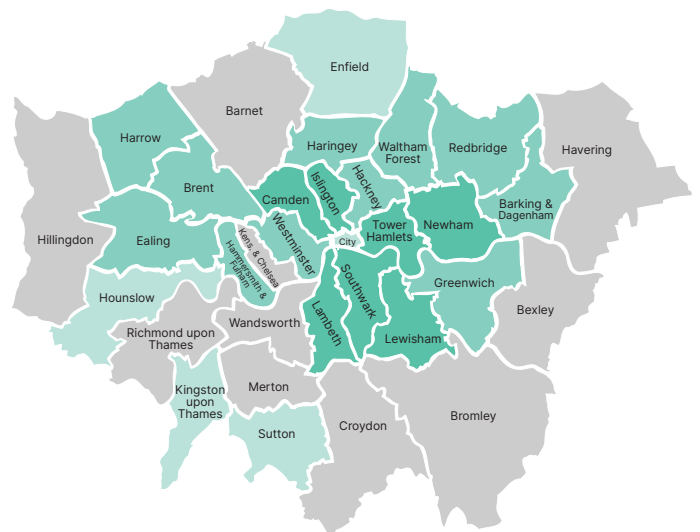 Enfield
Barnet
Harrow
Haringey
Waltham
Forest
Redbridge
Havering
Brent
Camden
Islington
Hackney
Barking &
Dagenham
Hillingdon
Ealing
Kens. & Chelsea
Hammersmith &
Fulham
Westminster
City
Tower
Hamlets
Newham
Hounslow
Greenwich
Bexley
Richmond upon
Thames
Wandsworth
Lambeth
Southwark
Lewisham
Kingston
upon
Thames
Merton
Sutton
Croydon
Bromley